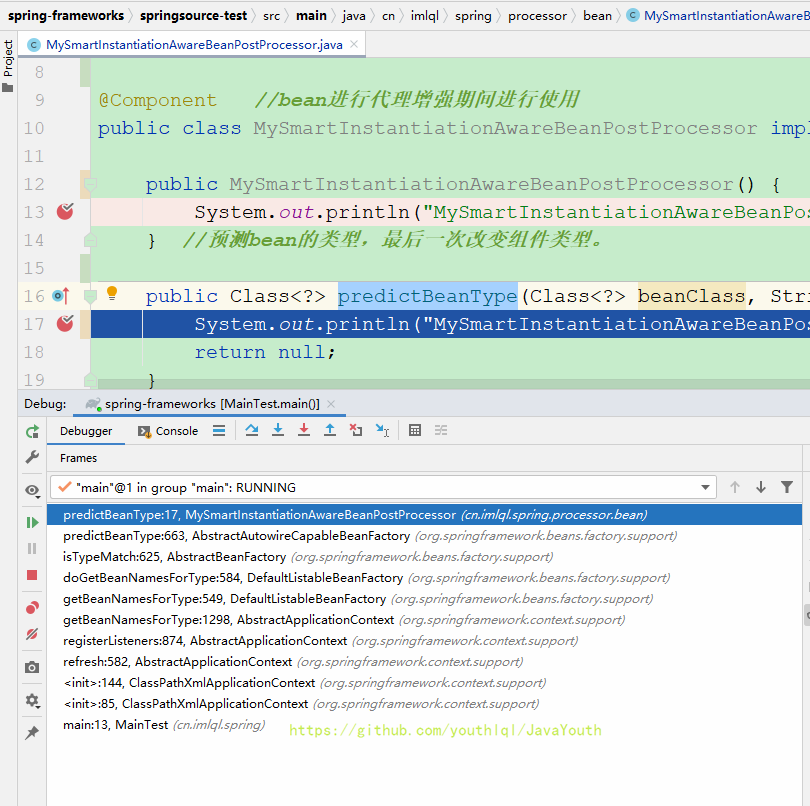 spring-frameworks springsource-test src main java cn imlql spring processor bean MySmartInstantiationAwareB
Project
MySmartInstantiationAwareBeanPostProcessor.java
8
9 @Component //bean进行代理增强期间进行使用
10 public class MySmartInstantiationAwareBeanPostProcessor impl
11
12 public MySmartInstantiationAwareBeanPostProcessor() {
13 System.out.println("MySmartInstantiationAwareBeanPos
14 } //预测bean的类型，最后一次改变组件类型。
15
16 public Class<?> predictBeanType(Class<?> beanClass, Stri
17 System.out.println("MySmartInstantiationAwareBeanPos
18 return null;
19 }
Debug: spring-frameworks [MainTest.main()]
Debugger Console
Frames
"main"@1 in group "main": RUNNING
predictBeanType:17, MySmartInstantiationAwareBeanPostProcessor (cn.imlql.spring.processor.bean)
predictBeanType:663, AbstractAutowireCapableBeanFactory (org.springframework.beans.factory.support)
isTypeMatch:625, AbstractBeanFactory (org.springframework.beans.factory.support)
doGetBeanNamesForType:584, DefaultListableBeanFactory (org.springframework.beans.factory.support)
getBeanNamesForType:549, DefaultListableBeanFactory (org.springframework.beans.factory.support)
getBeanNamesForType:1298, AbstractApplicationContext (org.springframework.context.support)
registerListeners:874, AbstractApplicationContext (org.springframework.context.support)
refresh:582, AbstractApplicationContext (org.springframework.context.support)
<init>:144, ClassPathXmlApplicationContext (org.springframework.context.support)
<init>:85, ClassPathXmlApplicationContext (org.springframework.context.support)
main:13, MainTest (cn.imlql.spring)
https://github.com/youthlql/JavaYouth